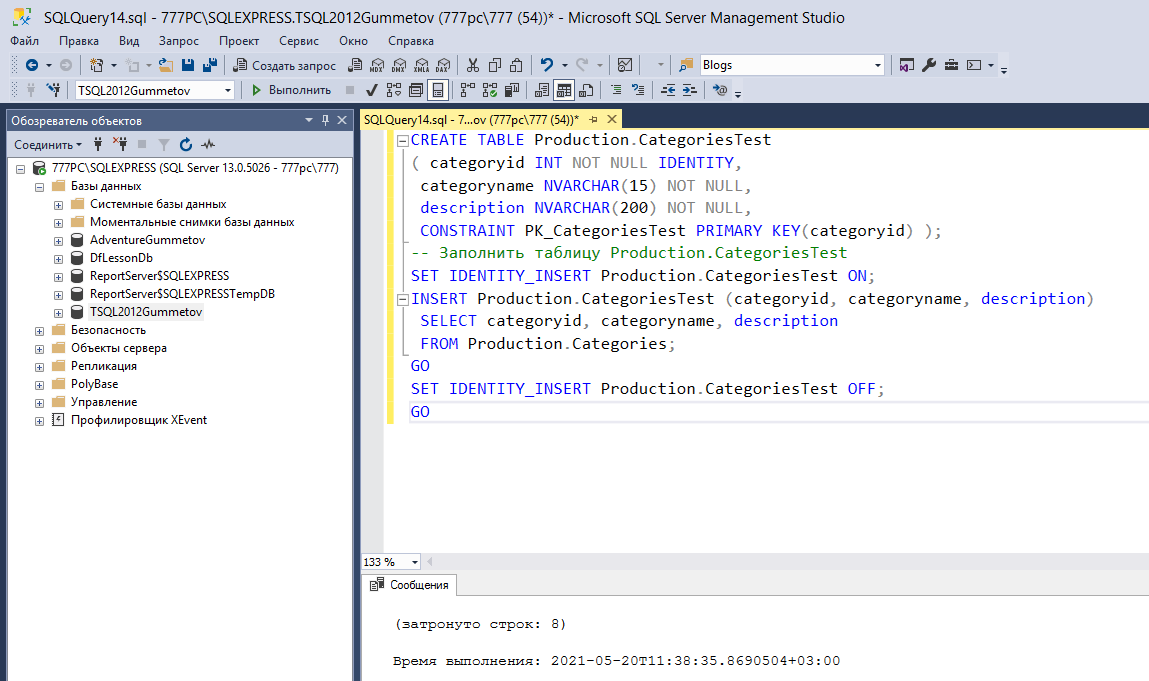 SQLQuery14.sql - 777PC\SQLEXPRESS.TSQL2012Gummetov (777pc\777 (54))* - Microsoft SQL Server Management Studio
Файл Правка Вид Запрос Проект Сервис Окно Справка
Создать запрос MDX DMX XMLA DAX Blogs
TSQL2012Gummetov Выполнить
Обозреватель объектов
Соединить
777PC\SQLEXPRESS (SQL Server 13.0.5026 - 777pc\777)
Базы данных
Системные базы данных
Моментальные снимки базы данных
AdventureGummetov
DfLessonDb
ReportServer$SQLEXPRESS
ReportServer$SQLEXPRESSTempDB
TSQL2012Gummetov
Безопасность
Объекты сервера
Репликация
PolyBase
Управление
Профилировщик XEvent
SQLQuery14.sql - 7...ov (777pc\777 (54))*
CREATE TABLE Production.CategoriesTest
( categoryid INT NOT NULL IDENTITY,
categoryname NVARCHAR(15) NOT NULL,
description NVARCHAR(200) NOT NULL,
CONSTRAINT PK_CategoriesTest PRIMARY KEY(categoryid) );
-- Заполнить таблицу Production.CategoriesTest
SET IDENTITY_INSERT Production.CategoriesTest ON;
INSERT Production.CategoriesTest (categoryid, categoryname, description)
SELECT categoryid, categoryname, description
FROM Production.Categories;
GO
SET IDENTITY_INSERT Production.CategoriesTest OFF;
GO
133 %
Сообщения
(затронуто строк: 8)
Время выполнения: 2021-05-20T11:38:35.8690504+03:00